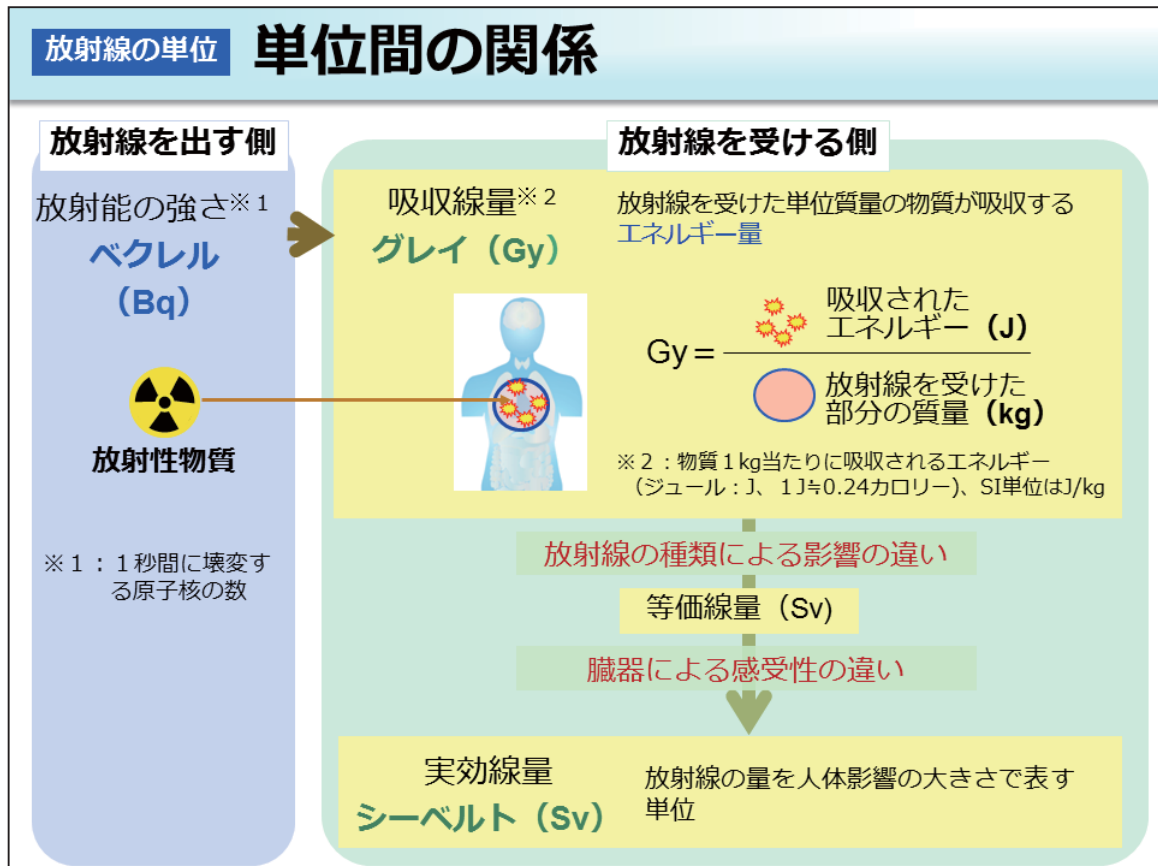 放射線の単位
単位間の関係
放射線を出す側
放射能の強さ※１
ベクレル
（Bq）
放射性物質
※１：１秒間に壊変す
る原子核の数
放射線を受ける側
吸収線量※２
グレイ（Gy）
放射線を受けた単位質量の物質が吸収する
エネルギー量
Gy＝
吸収された
エネルギー（J）
放射線を受けた
部分の質量（kg）
※２：物質１kg当たりに吸収されるエネルギー
（ジュール：J、１J≒0.24カロリー)、SI単位はJ/kg
放射線の種類による影響の違い
等価線量（Sv)
臓器による感受性の違い
実効線量
シーベルト（Sv）
放射線の量を人体影響の大きさで表す
単位